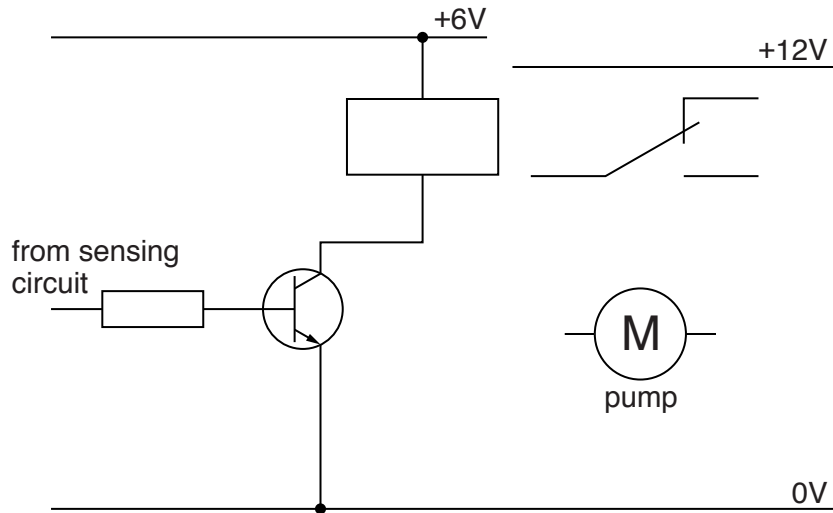 +6V
+12V
from sensing
circuit
M
pump
0V